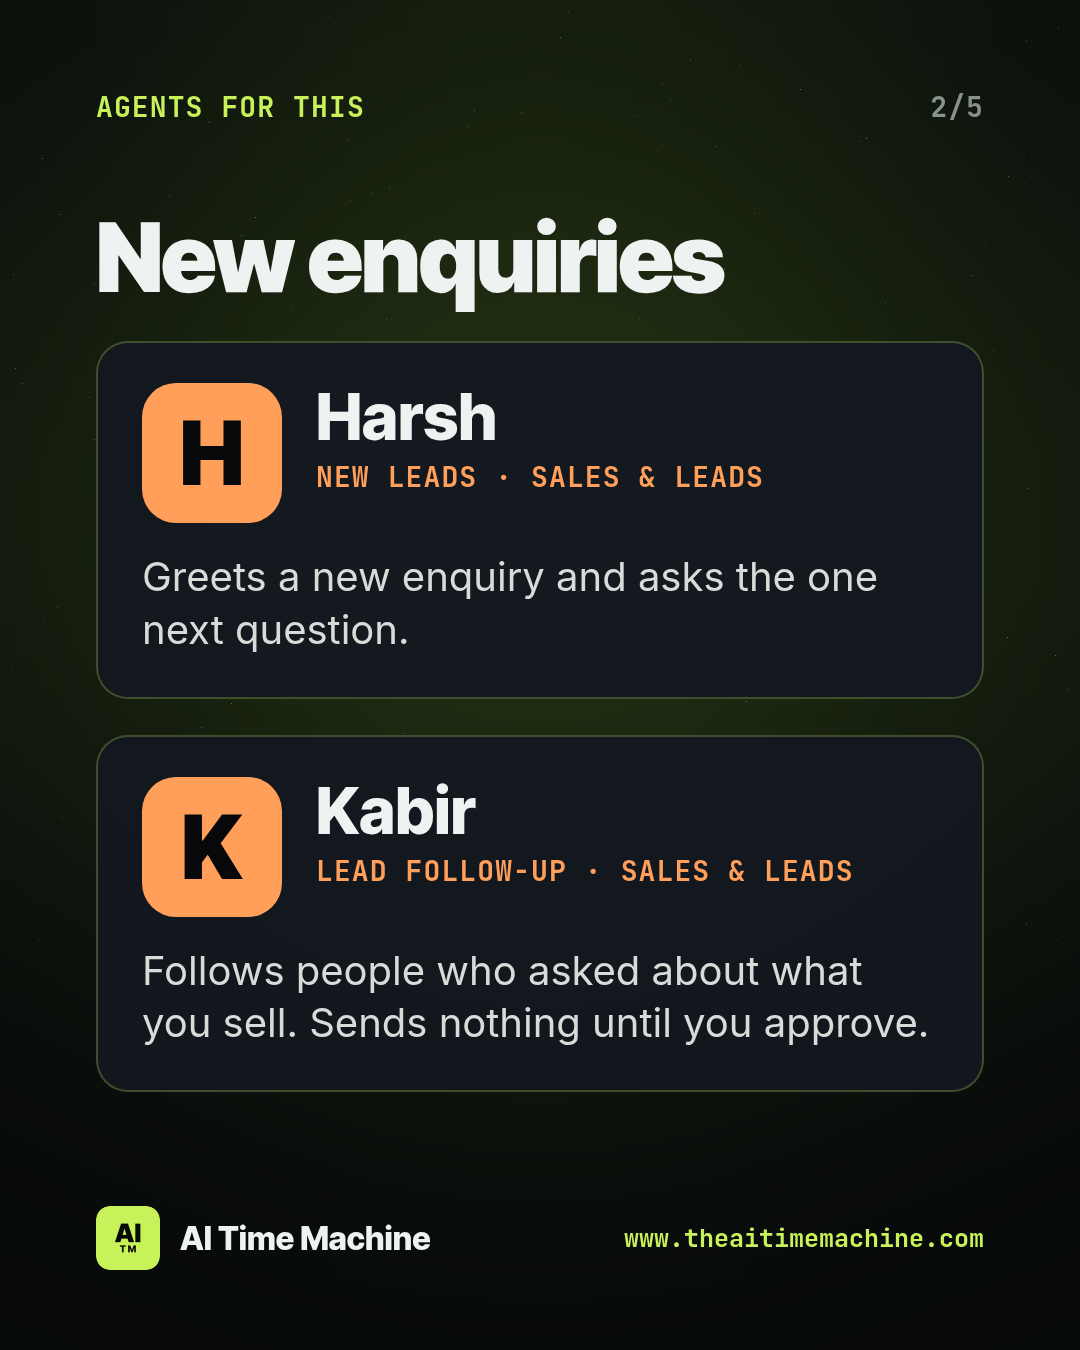 AGENTS FOR THIS
2/5
New enquiries
H
Harsh
NEW LEADS · SALES & LEADS
Greets a new enquiry and asks the one
next question.
K
Kabir
LEAD FOLLOW-UP · SALES & LEADS
Follows people who asked about what
you sell. Sends nothing until you approve.
AI
TM
AI Time Machine
www.theaitimemachine.com